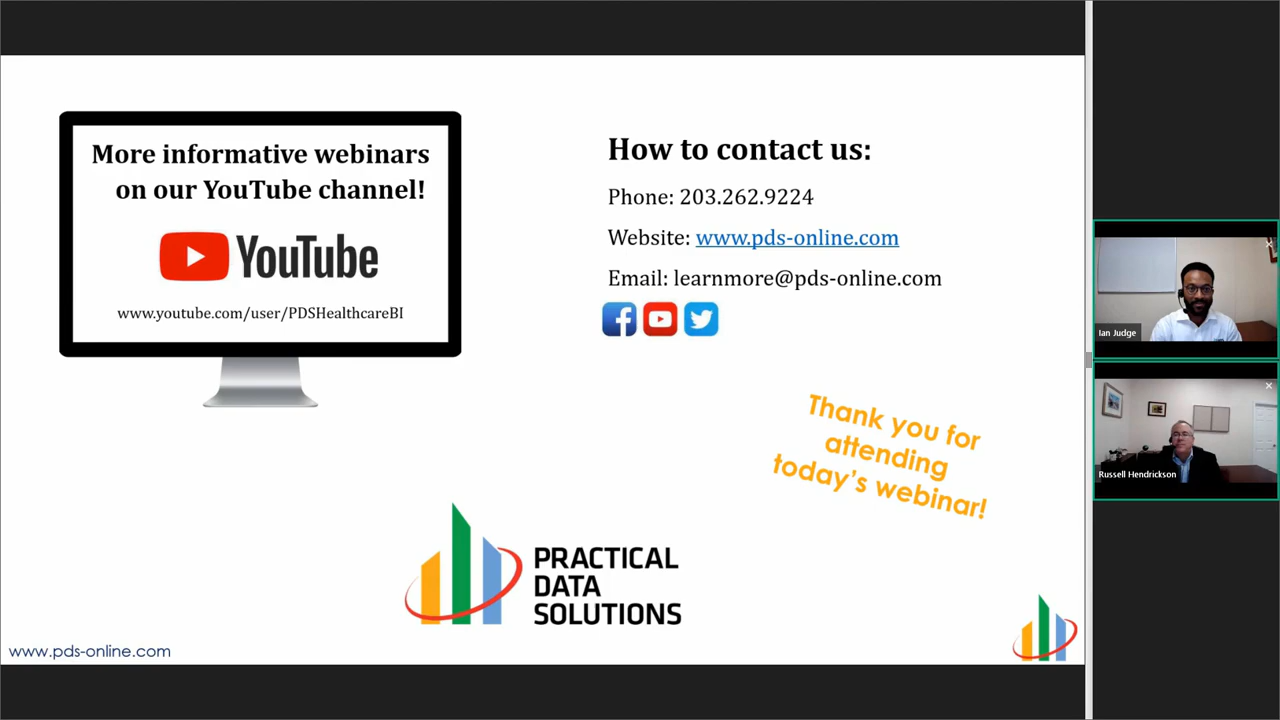 More informative webinars
on our YouTube channel!
YouTube
www.youtube.com/user/PDSHealthcareBI
How to contact us:
Phone: 203.262.9224
Website: www.pds-online.com
Email: learnmore@pds-online.com
Thank you for
attending
today's webinar!
PRACTICAL
DATA
SOLUTIONS
www.pds-online.com
Ian Judge
Russell Hendrickson